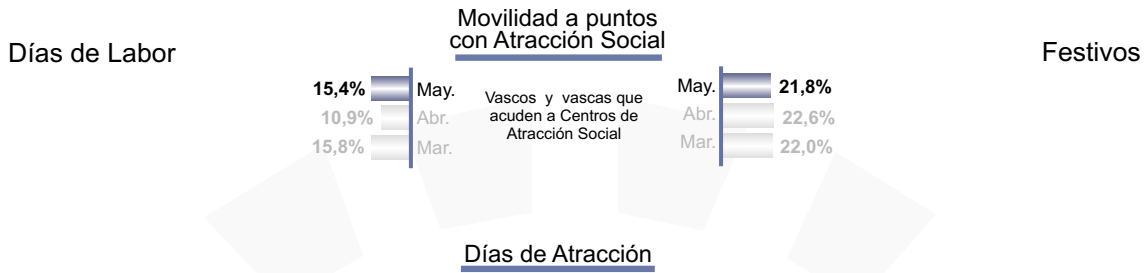 Movilidad a puntos
con Atracción Social
Días de Labor
Festivos
15,4% May.
10,9% Abr.
15,8% Mar.
Vascos y vascas que
acuden a Centros de
Atracción Social
May. 21,8%
Abr. 22,6%
Mar. 22,0%
Días de Atracción